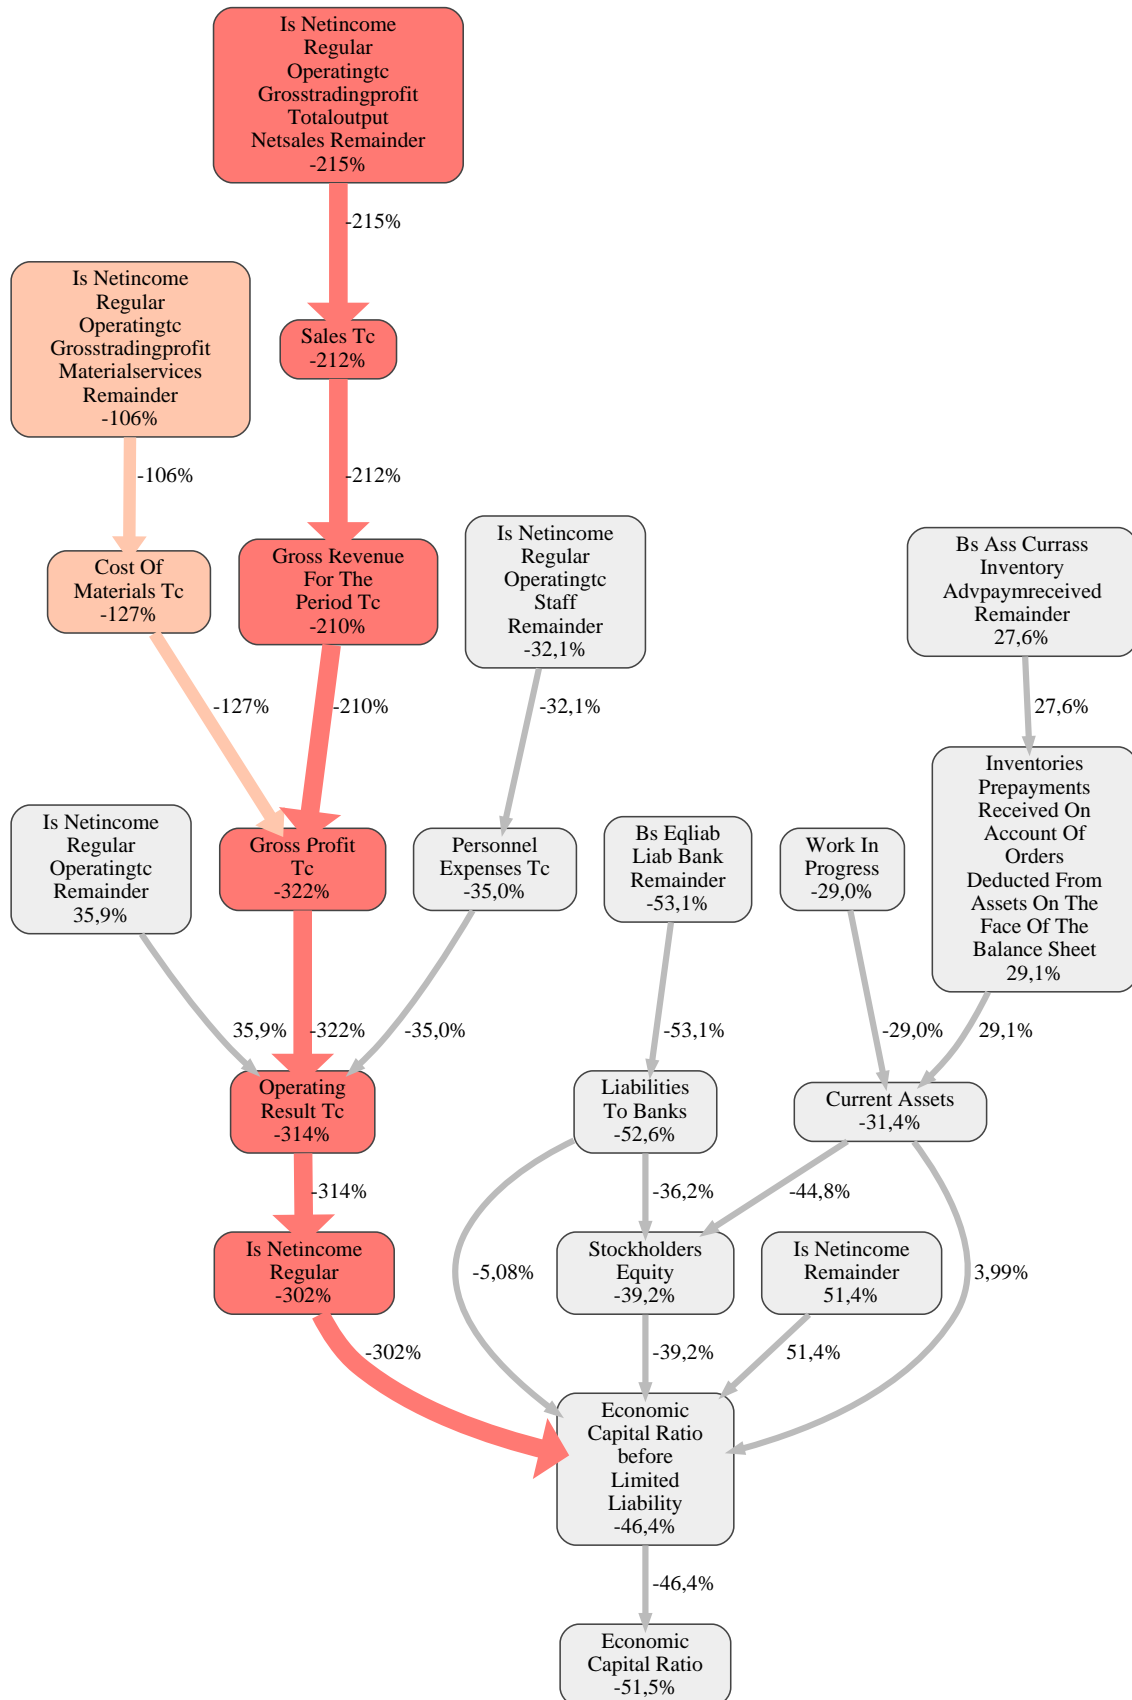 Is Netincome
Regular
Operatingtc
Grosstradingprofit
Totaloutput
Netsales Remainder
-215%
-215%
Is Netincome
Regular
Operatingtc
Grosstradingprofit
Materialservices
Remainder
-106%
Sales Tc
-212%
-106%
-212%
Cost Of
Materials Tc
-127%
Gross Revenue
For The
Period Tc
-210%
Is Netincome
Regular
Operatingtc
Staff
Remainder
-32,1%
Bs Ass Currass
Inventory
Advpaymreceived
Remainder
27,6%
-127%
-210%
-32,1%
27,6%
Is Netincome
Regular
Operatingtc
Remainder
35,9%
Gross Profit
Tc
-322%
Personnel
Expenses Tc
-35,0%
Bs Eqliab
Liab Bank
Remainder
-53,1%
Work In
Progress
-29,0%
Inventories
Prepayments
Received On
Account Of
Orders
Deducted From
Assets On The
Face Of The
Balance Sheet
29,1%
35,9%
-322%
-35,0%
-53,1%
-29,0%
29,1%
Operating
Result Tc
-314%
Liabilities
To Banks
-52,6%
Current Assets
-31,4%
-314%
-36,2%
-44,8%
Is Netincome
Regular
-302%
-5,08%
Stockholders
Equity
-39,2%
Is Netincome
Remainder
51,4%
3,99%
-302%
-39,2%
51,4%
Economic
Capital Ratio
before
Limited
Liability
-46,4%
-46,4%
Economic
Capital Ratio
-51,5%